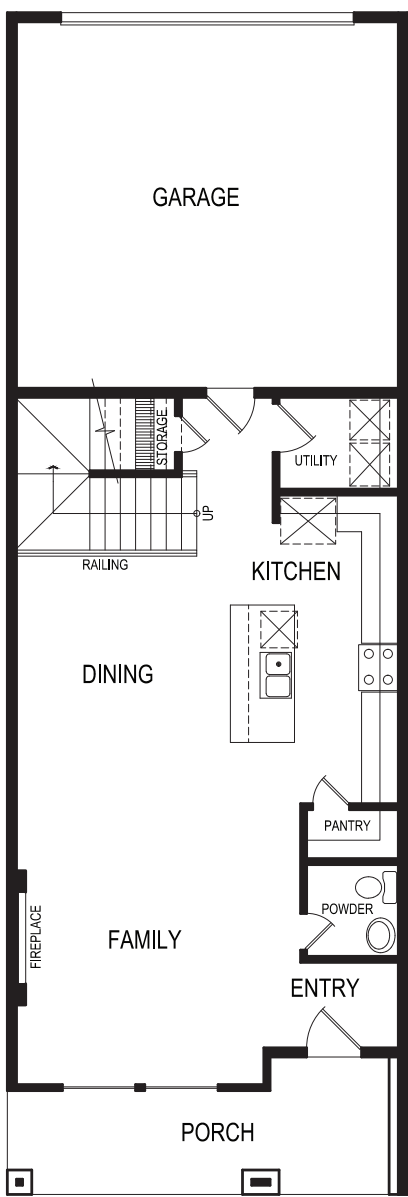 GARAGE
STORAGE
UTILITY
UP
RAILING
KITCHEN
DINING
PANTRY
POWDER
FIREPLACE
FAMILY
ENTRY
PORCH